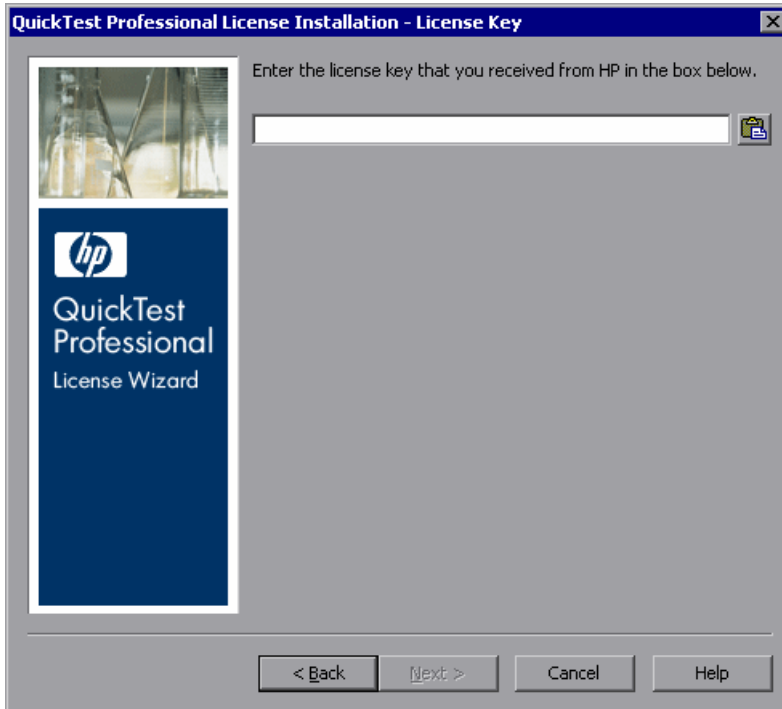 QuickTest Professional License Installation - License Key
Enter the license key that you received from HP in the box below.
hp
QuickTest
Professional
License Wizard
< Back
Next >
Cancel
Help